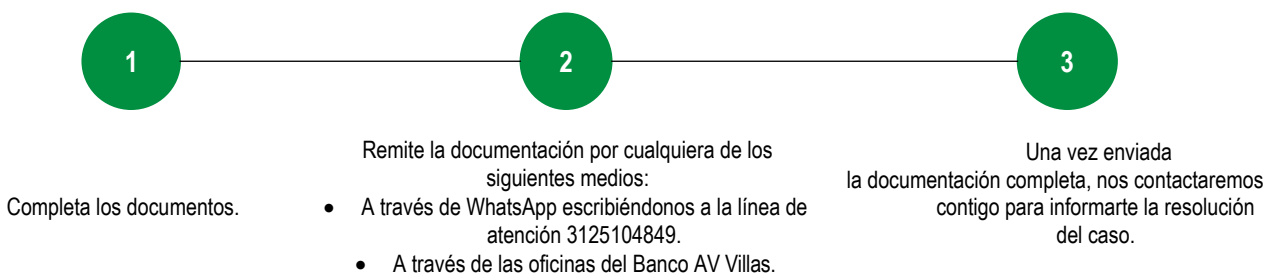 1
Completa los documentos.
2
Remite la documentación por cualquiera de los
siguientes medios:
• A través de WhatsApp escribiéndonos a la línea de
atención 3125104849.
• A través de las oficinas del Banco AV Villas.
3
Una vez enviada
la documentación completa, nos contactaremos
contigo para informarte la resolución
del caso.